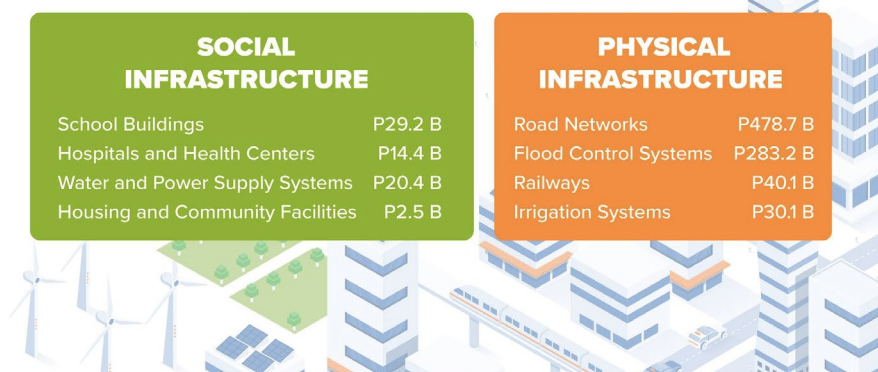 SOCIAL
INFRASTRUCTURE
School Buildings P29.2 B
Hospitals and Health Centers P14.4 B
Water and Power Supply Systems P20.4 B
Housing and Community Facilities P2.5 B
PHYSICAL
INFRASTRUCTURE
Road Networks P478.7 B
Flood Control Systems P283.2 B
Railways P40.1 B
Irrigation Systems P30.1 B